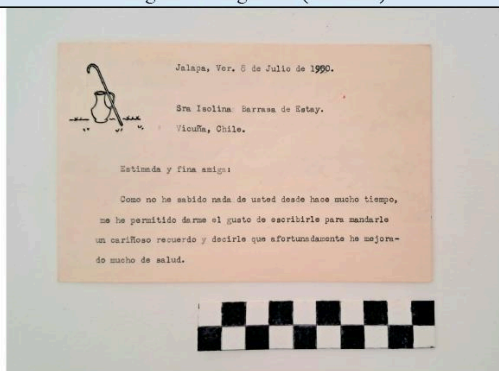 Jalapa, Ver. 8 de Julio de 1950.
Sra Isolina Barraza de Estay.
Vicuña, Chile.
Estimada y fina amiga:
Como no he sabido nada de usted desde hace mucho tiempo,
me he permitido darme el gusto de escribirle para mandarle
un cariñoso recuerdo y decirle que afortunadamente he mejora-
do mucho de salud.